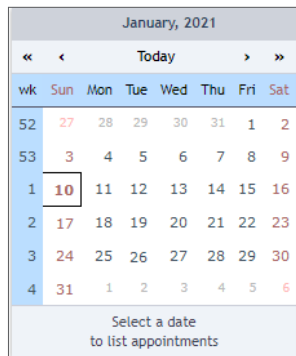 January, 2021
« ‹ Today › »
wk Sun Mon Tue Wed Thu Fri Sat
52 27 28 29 30 31 1 2
53 3 4 5 6 7 8 9
1 10 11 12 13 14 15 16
2 17 18 19 20 21 22 23
3 24 25 26 27 28 29 30
4 31 1 2 3 4 5 6
Select a date
to list appointments